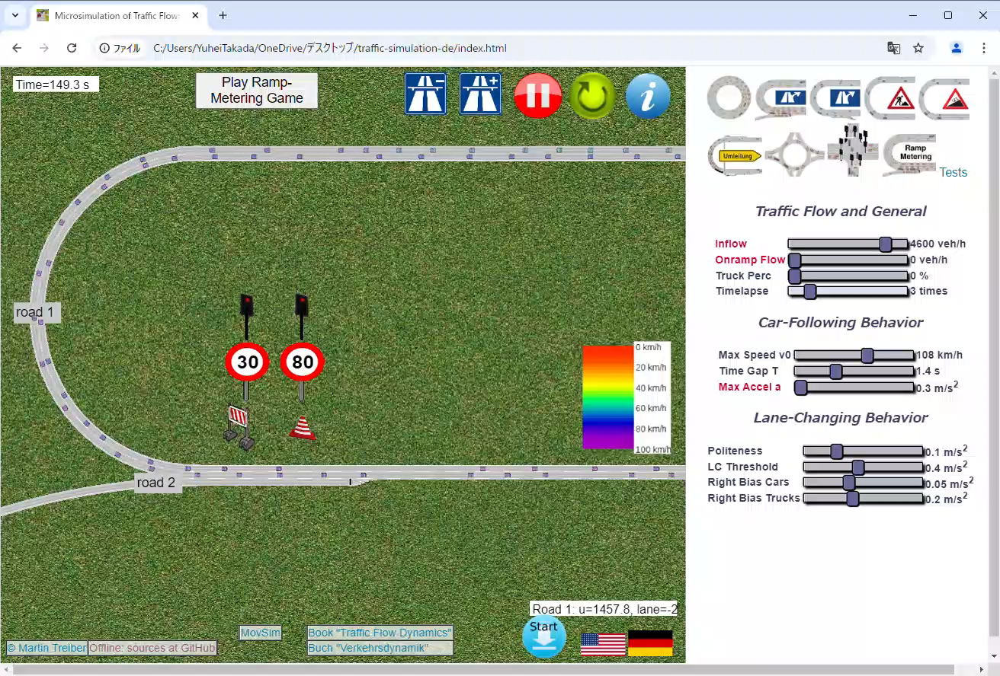 Microsimulation of Traffic Flow:
ファイル
C:/Users/YuheiTakada/OneDrive/デスクトップ/traffic-simulation-de/index.html
Time=149.3 s
Play Ramp-
Metering Game
Umleitung
Ramp
Metering
Tests
Traffic Flow and General
Inflow 4600 veh/h
Onramp Flow 0 veh/h
Truck Perc 0 %
Timelapse 3 times
Car-Following Behavior
Max Speed v0 108 km/h
Time Gap T 1.4 s
Max Accel a 0.3 m/s2
Lane-Changing Behavior
Politeness 0.1 m/s2
LC Threshold 0.4 m/s2
Right Bias Cars 0.05 m/s2
Right Bias Trucks 0.2 m/s2
road 1
30 80
0 km/h
20 km/h
40 km/h
60 km/h
80 km/h
100 km/h
road 2
Road 1: u=1457.8, lane=-2
Start
MovSim
Book "Traffic Flow Dynamics"
© Martin Treiber Offline: sources at GitHub
Buch "Verkehrsdynamik"